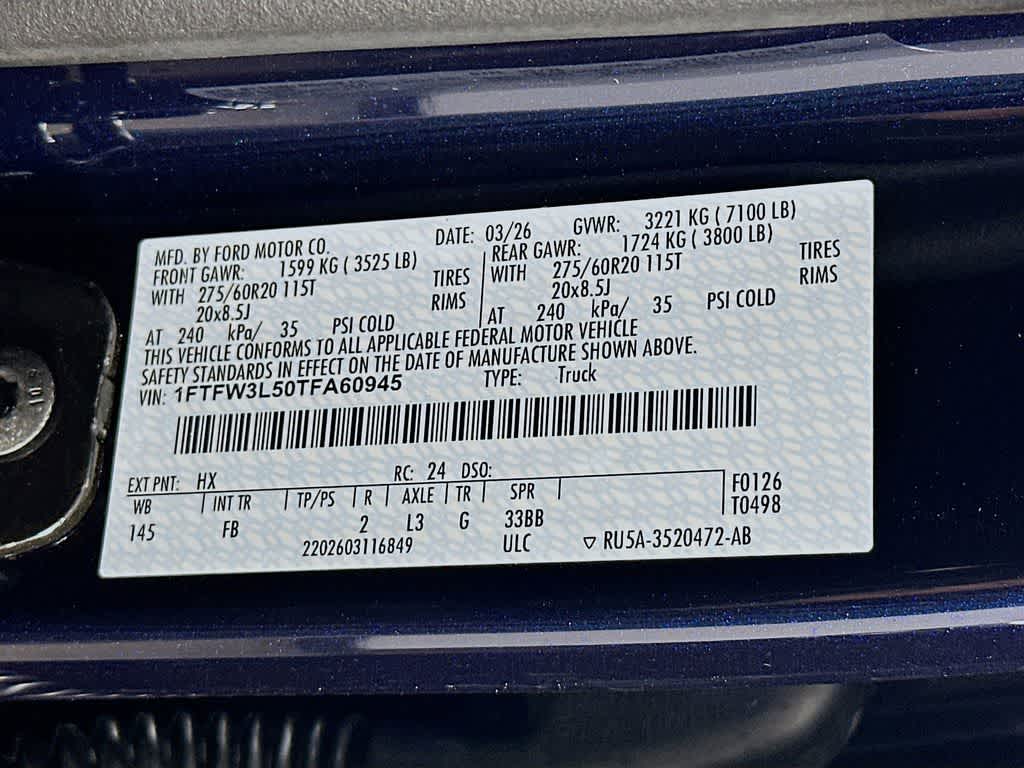 MFD. BY FORD MOTOR CO. DATE: 03/26 GVWR: 3221 KG ( 7100 LB)
FRONT GAWR: 1599 KG ( 3525 LB) REAR GAWR: 1724 KG ( 3800 LB)
WITH 275/60R20 115T TIRES WITH 275/60R20 115T TIRES
20x8.5J RIMS 20x8.5J RIMS
AT 240 kPa/ 35 PSI COLD AT 240 kPa/ 35 PSI COLD
THIS VEHICLE CONFORMS TO ALL APPLICABLE FEDERAL MOTOR VEHICLE
SAFETY STANDARDS IN EFFECT ON THE DATE OF MANUFACTURE SHOWN ABOVE.
VIN: 1FTFW3L50TFA60945 TYPE: Truck
EXT PNT: HX RC: 24 DSO:
WB INT TR TP/PS R AXLE TR SPR F0126
145 FB 2 L3 G 33BB T0498
2202603116849 ULC ▽ RU5A-3520472-AB